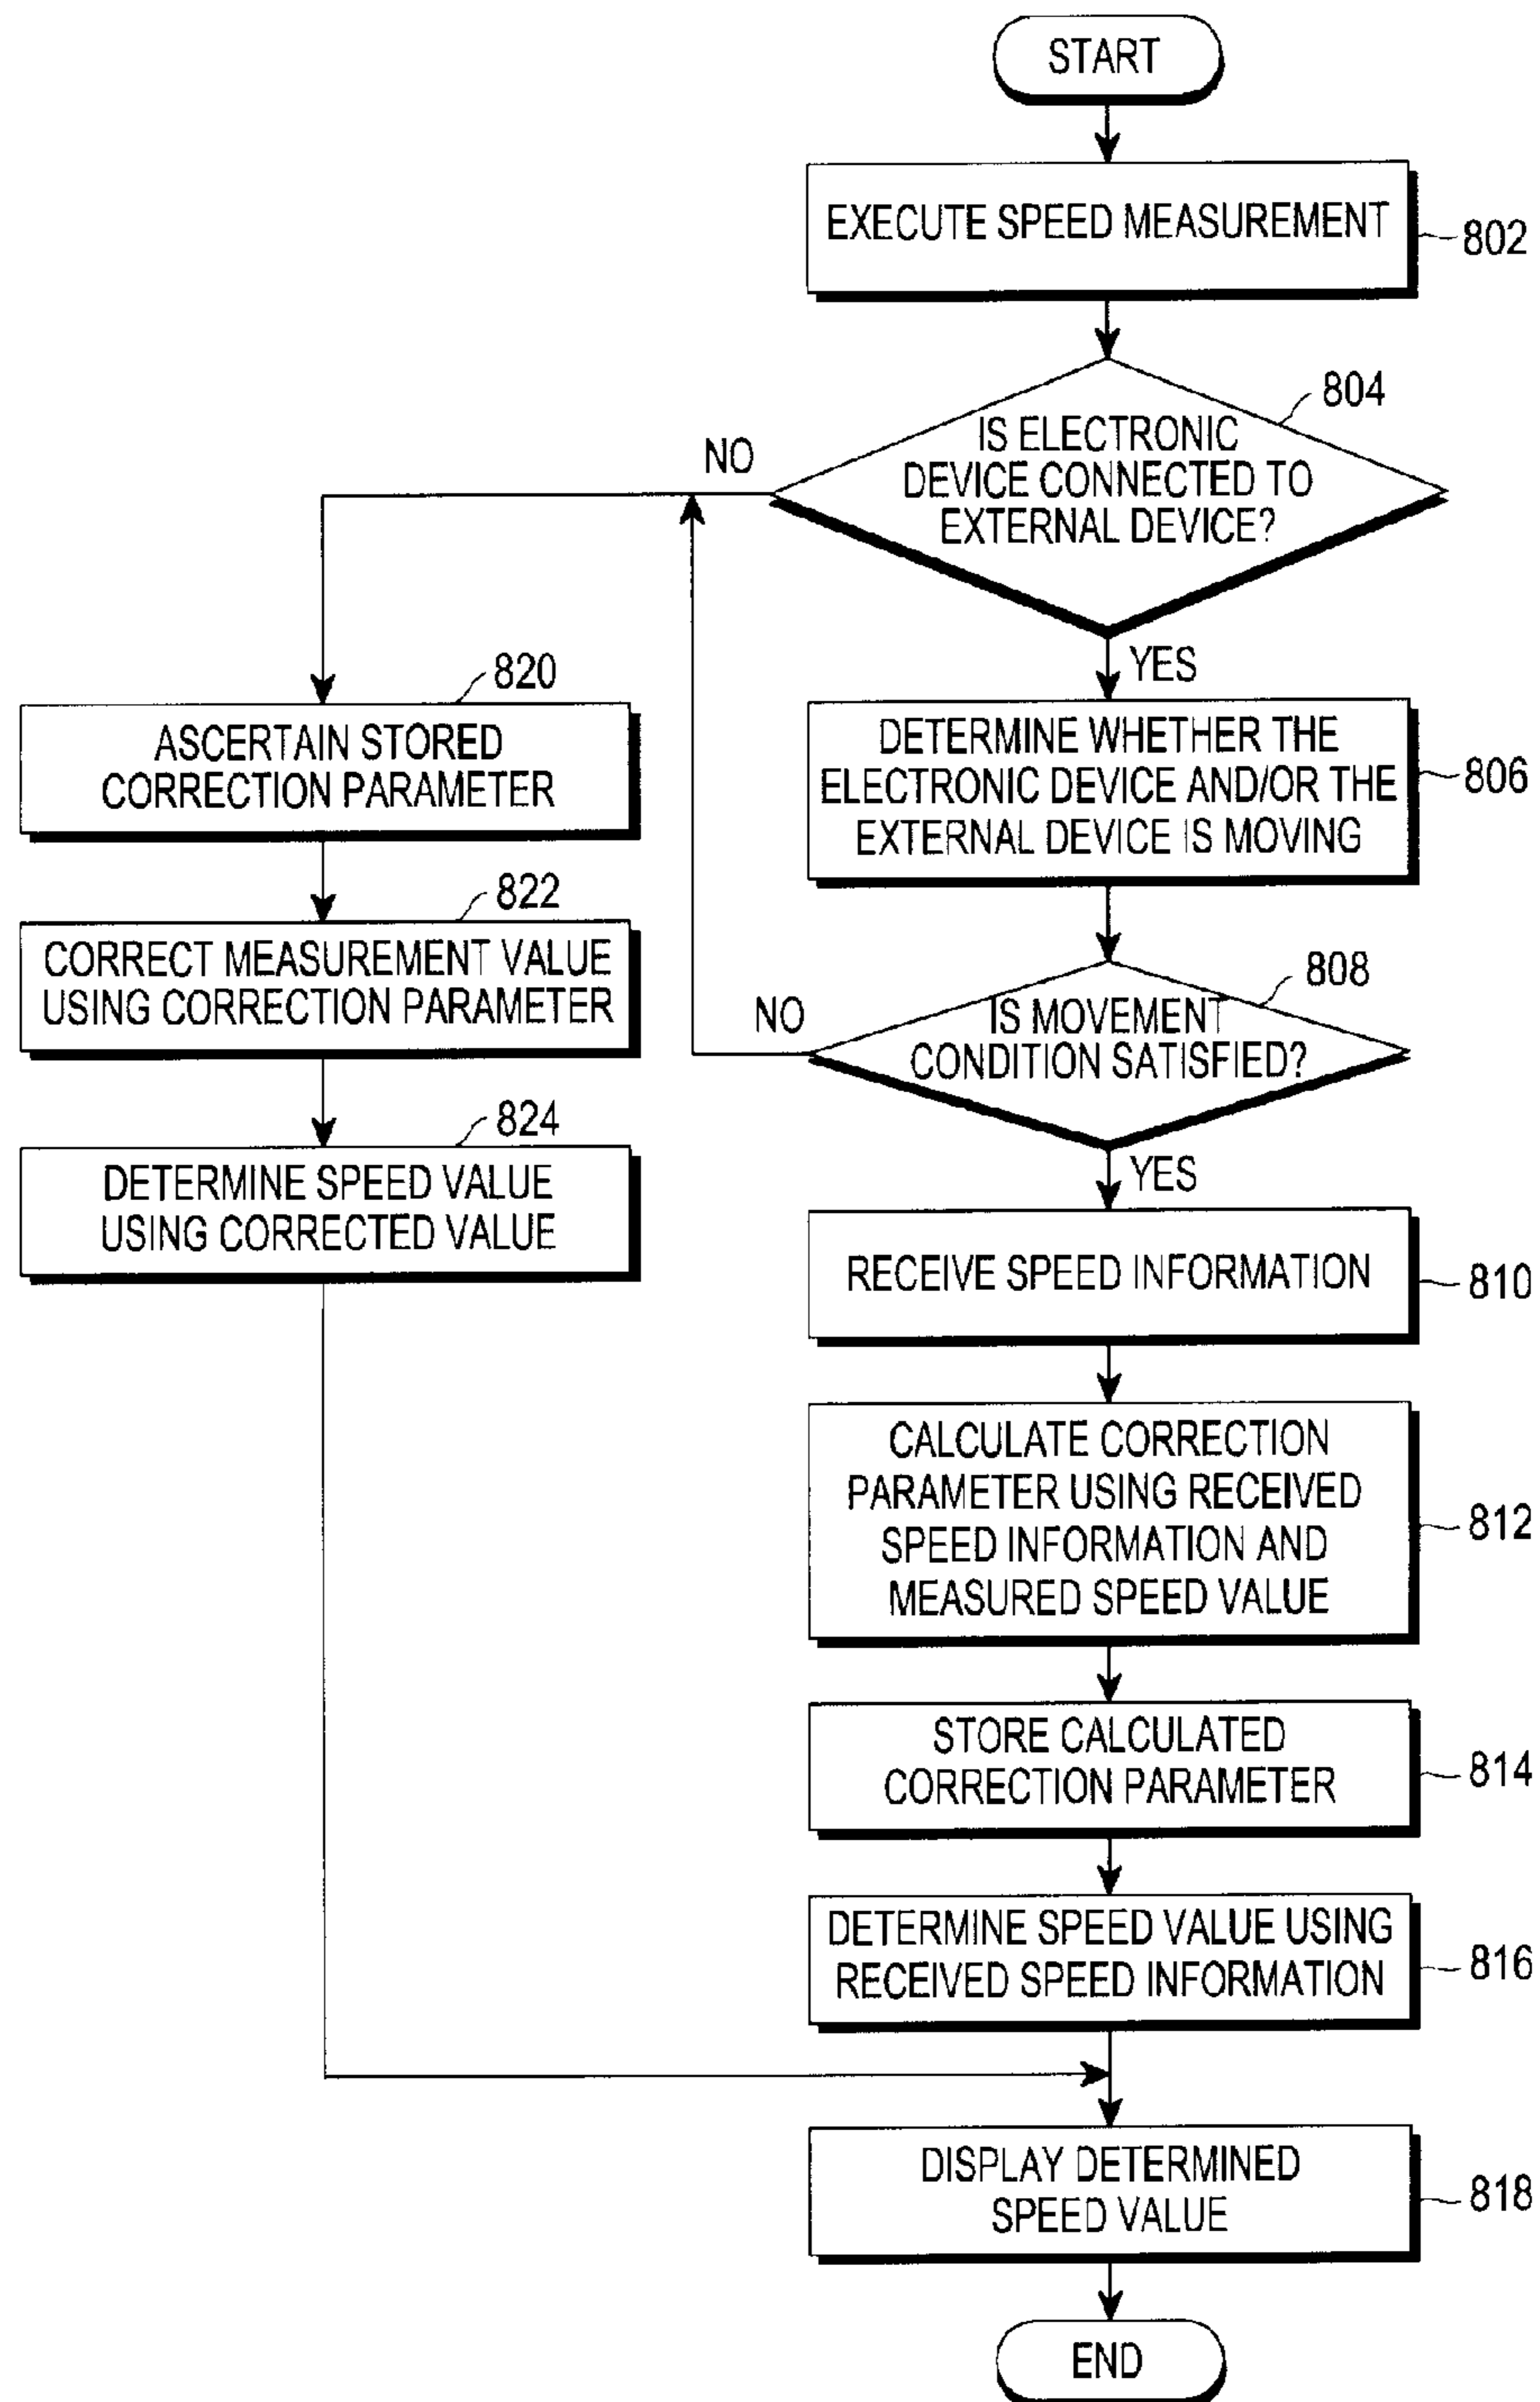 START
EXECUTE SPEED MEASUREMENT
802
804
IS ELECTRONIC
DEVICE CONNECTED TO
EXTERNAL DEVICE?
NO
YES
820
ASCERTAIN STORED
CORRECTION PARAMETER
DETERMINE WHETHER THE
ELECTRONIC DEVICE AND/OR THE
EXTERNAL DEVICE IS MOVING
806
822
CORRECT MEASUREMENT VALUE
USING CORRECTION PARAMETER
808
IS MOVEMENT
CONDITION SATISFIED?
NO
YES
824
DETERMINE SPEED VALUE
USING CORRECTED VALUE
RECEIVE SPEED INFORMATION
810
CALCULATE CORRECTION
PARAMETER USING RECEIVED
SPEED INFORMATION AND
MEASURED SPEED VALUE
812
STORE CALCULATED
CORRECTION PARAMETER
814
DETERMINE SPEED VALUE USING
RECEIVED SPEED INFORMATION
816
DISPLAY DETERMINED
SPEED VALUE
818
END